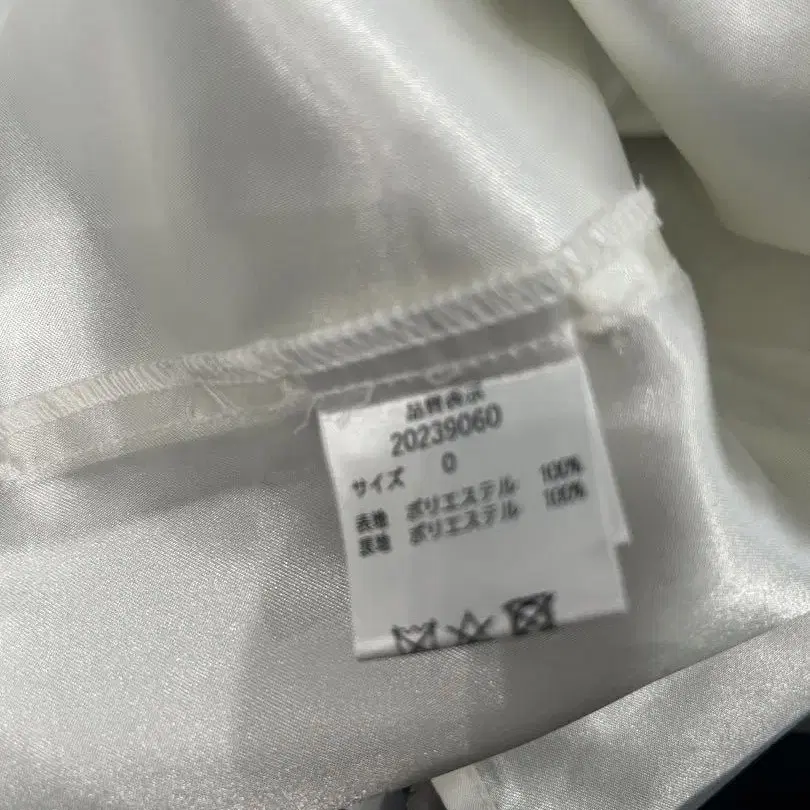 品質表示
20239060
サイズ 0
表地 ポリエステル 100%
裏地 ポリエステル 100%